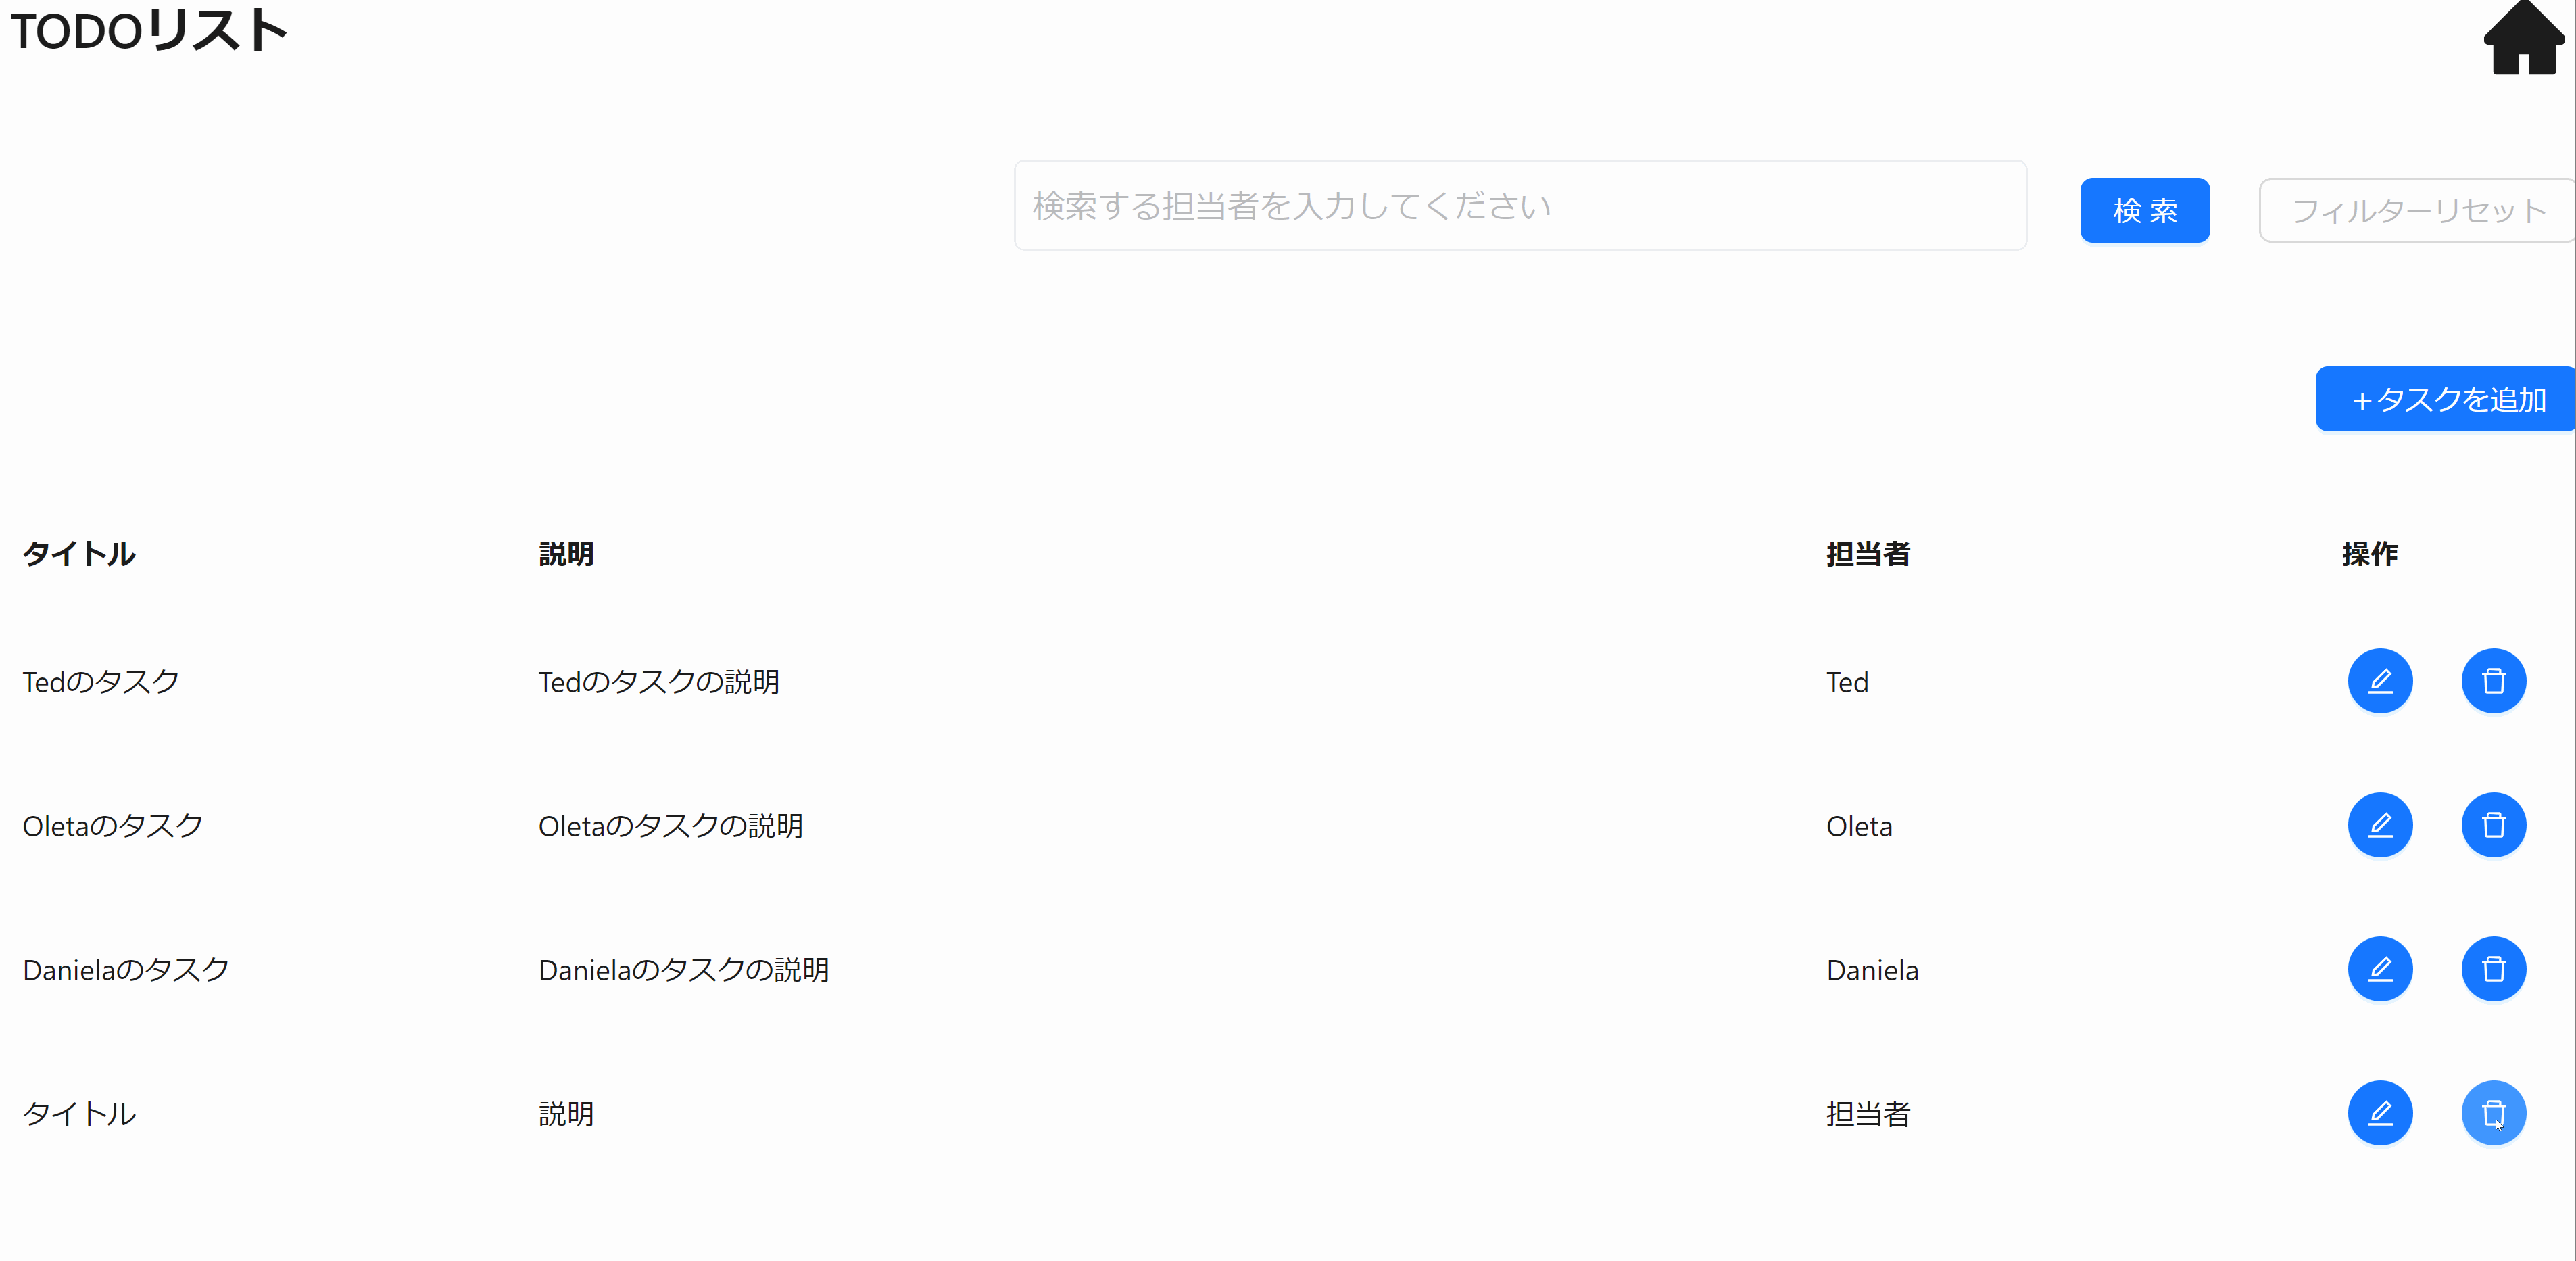 TODOリスト
検索する担当者を入力してください 検 索 フィルターリセット
+タスクを追加
タイトル 説明 担当者 操作
Tedのタスク Tedのタスクの説明 Ted
Oletaのタスク Oletaのタスクの説明 Oleta
Danielaのタスク Danielaのタスクの説明 Daniela
タイトル 説明 担当者